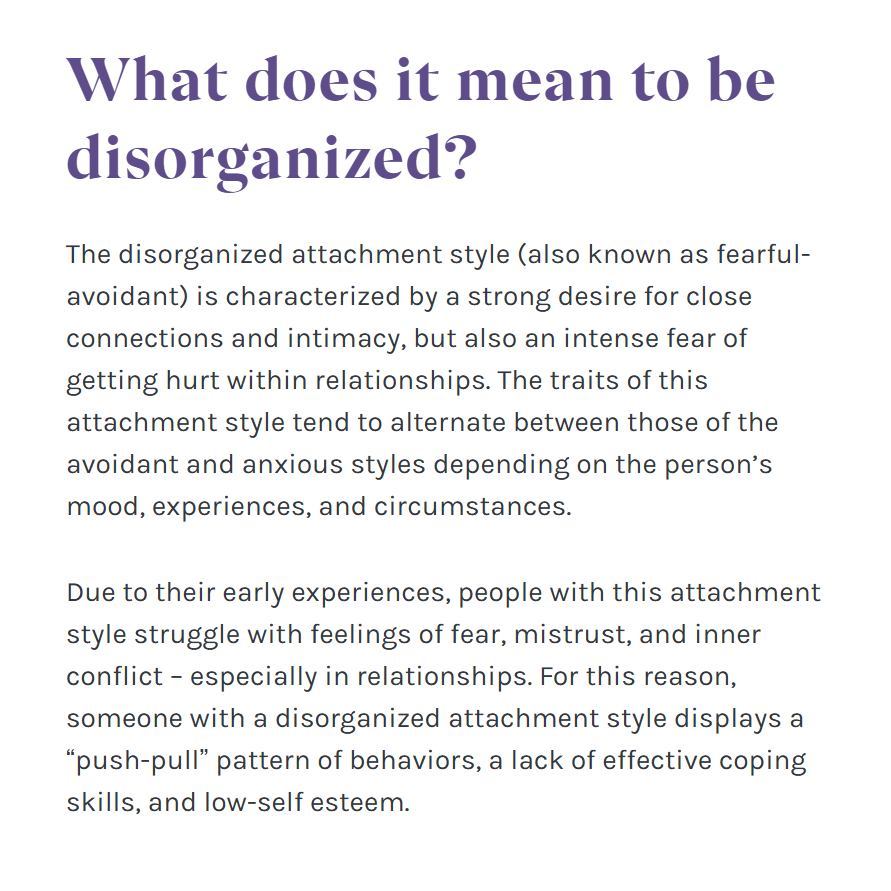 What does it mean to be
disorganized?
The disorganized attachment style (also known as fearful-
avoidant) is characterized by a strong desire for close
connections and intimacy, but also an intense fear of
getting hurt within relationships. The traits of this
attachment style tend to alternate between those of the
avoidant and anxious styles depending on the person’s
mood, experiences, and circumstances.
Due to their early experiences, people with this attachment
style struggle with feelings of fear, mistrust, and inner
conflict – especially in relationships. For this reason,
someone with a disorganized attachment style displays a
“push-pull” pattern of behaviors, a lack of effective coping
skills, and low-self esteem.